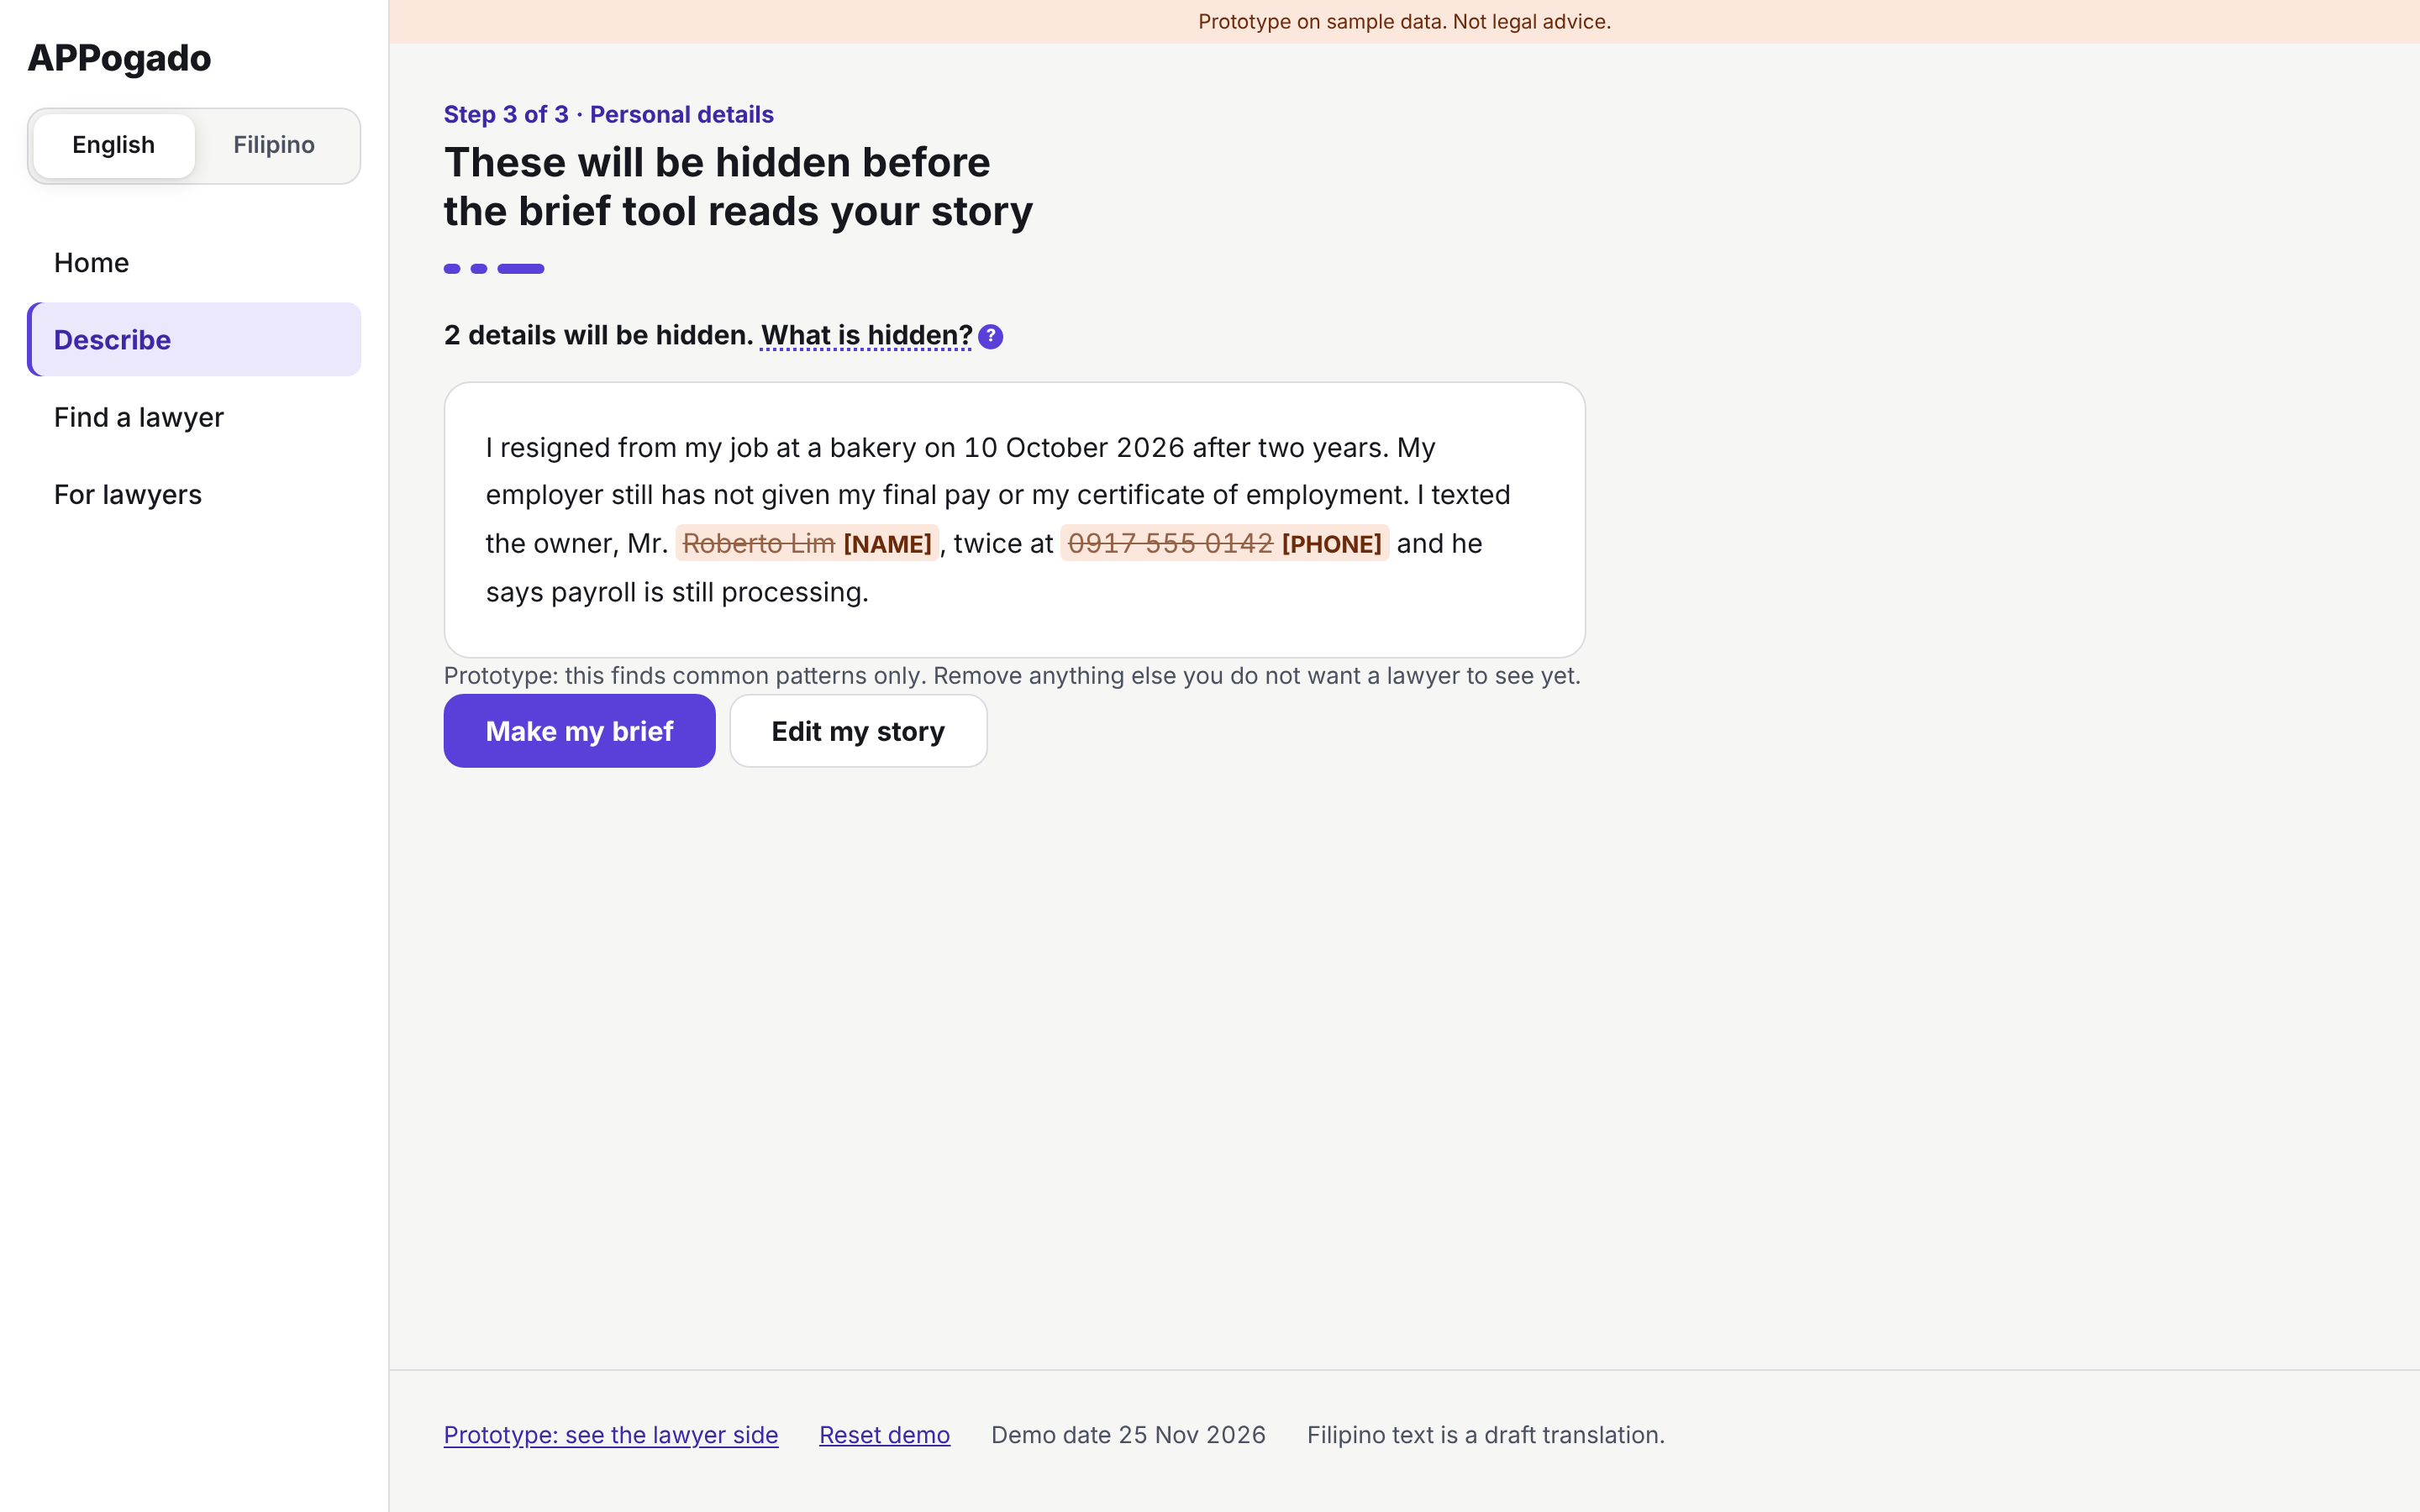 APPogado
English
Filipino
Home
Describe
Find a lawyer
For lawyers
Prototype on sample data. Not legal advice.
Step 3 of 3 · Personal details
These will be hidden before
the brief tool reads your story
2 details will be hidden. What is hidden? ?
I resigned from my job at a bakery on 10 October 2026 after two years. My
employer still has not given my final pay or my certificate of employment. I texted
the owner, Mr. Roberto Lim [NAME], twice at 0917 555 0142 [PHONE] and he
says payroll is still processing.
Prototype: this finds common patterns only. Remove anything else you do not want a lawyer to see yet.
Make my brief
Edit my story
Prototype: see the lawyer side
Reset demo
Demo date 25 Nov 2026
Filipino text is a draft translation.